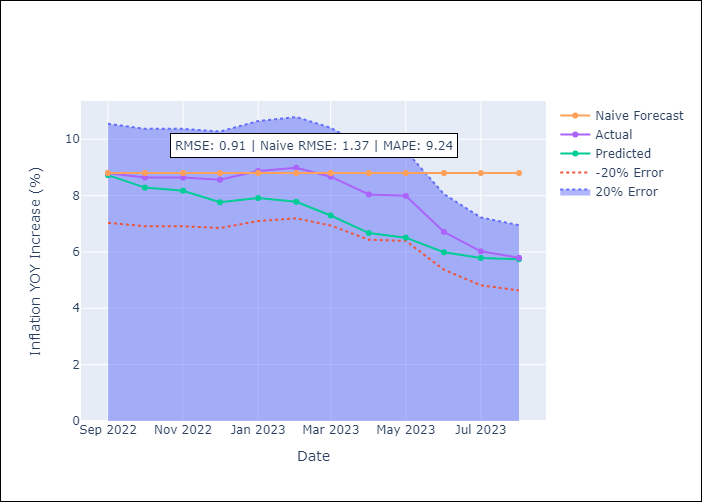 RMSE: 0.91 | Naive RMSE: 1.37 | MAPE: 9.24
Naive Forecast
Actual
Predicted
-20% Error
20% Error
Inflation YOY Increase (%)
10
8
6
4
2
0
Sep 2022 Nov 2022 Jan 2023 Mar 2023 May 2023 Jul 2023
Date